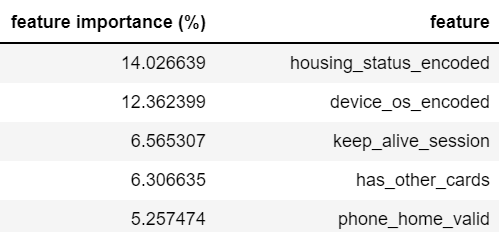 feature importance (%) feature
14.026639 housing_status_encoded
12.362399 device_os_encoded
6.565307 keep_alive_session
6.306635 has_other_cards
5.257474 phone_home_valid